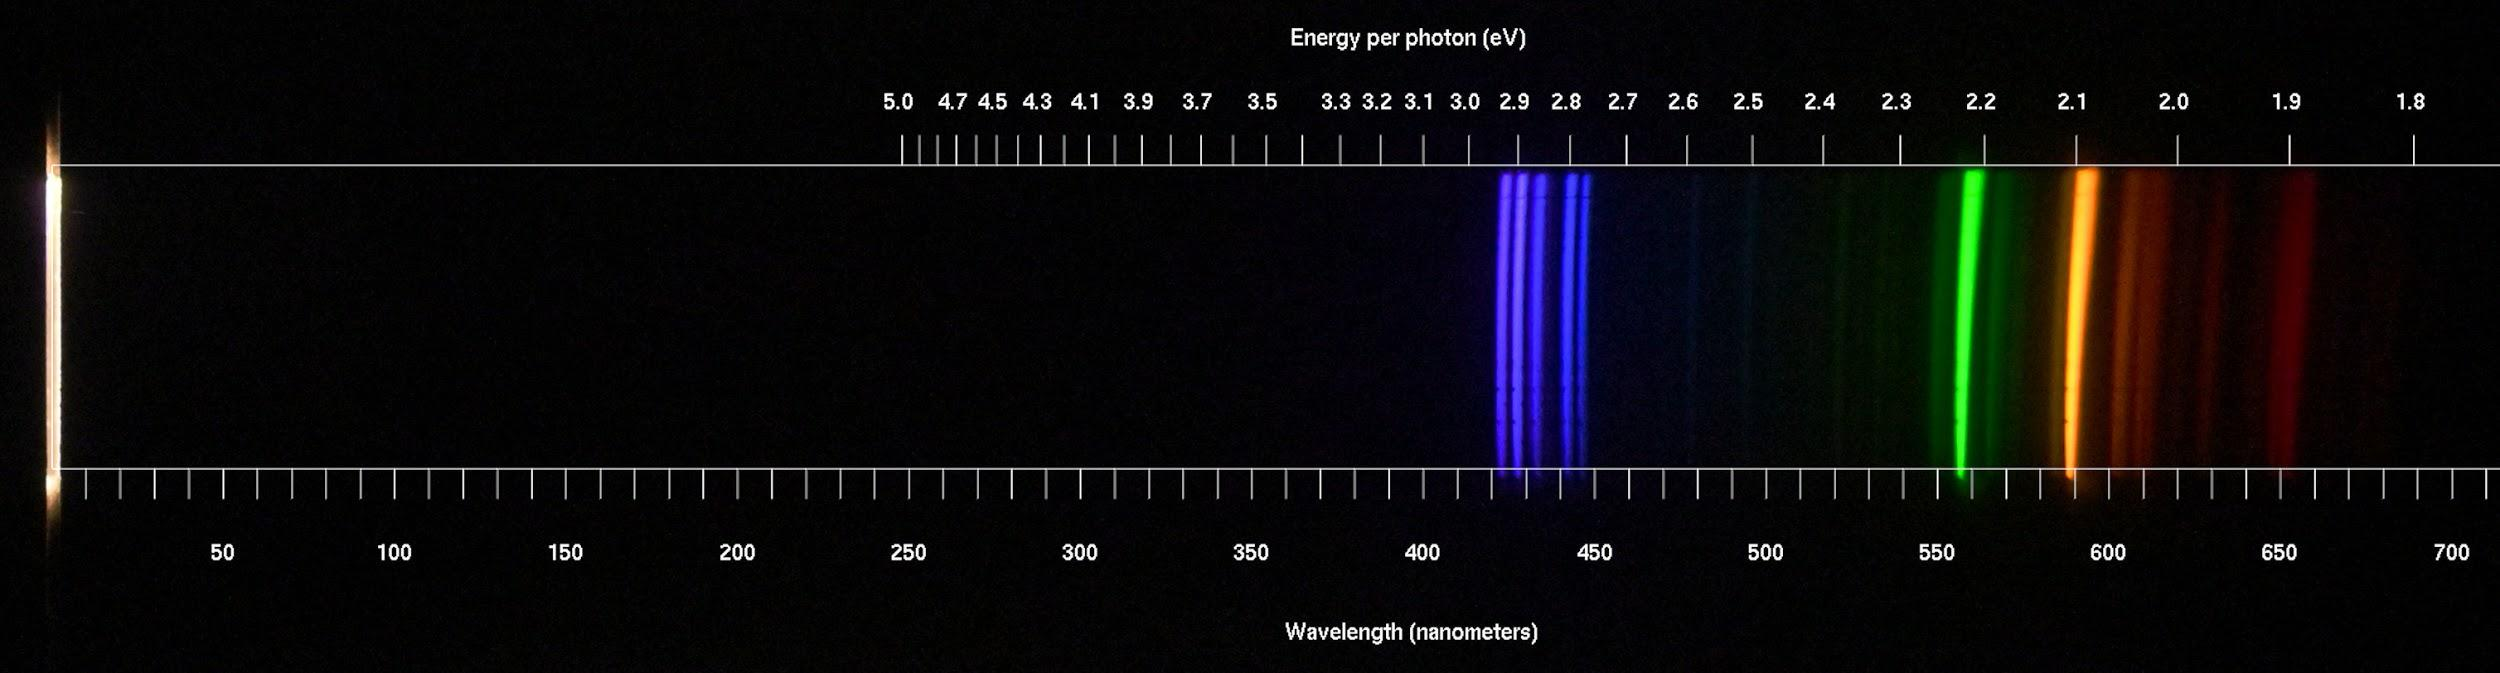 Energy per photon (eV)
5.0 4.7 4.5 4.3 4.1 3.9 3.7 3.5 3.3 3.2 3.1 3.0 2.9 2.8 2.7 2.6 2.5 2.4 2.3 2.2 2.1 2.0 1.9 1.8
50 100 150 200 250 300 350 400 450 500 550 600 650 700
Wavelength (nanometers)